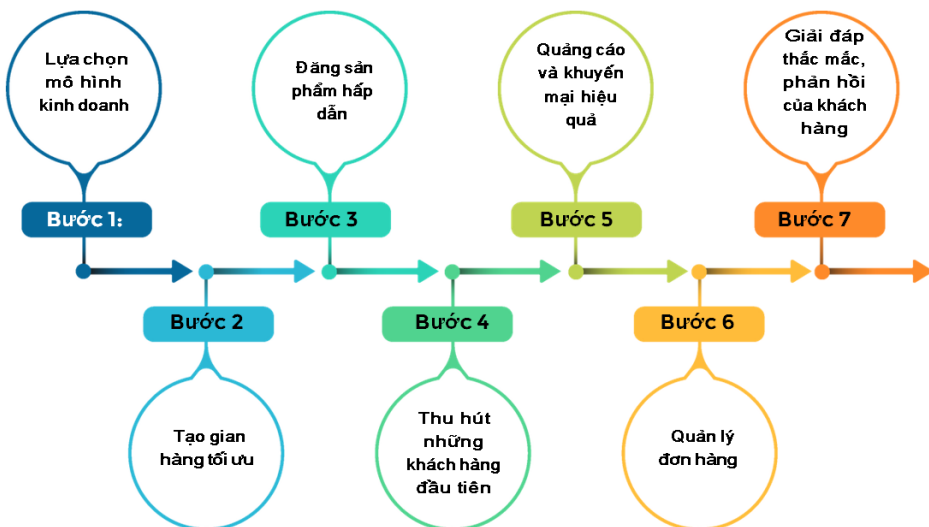 Lựa chọn
mô hình
kinh doanh
Bước 1:
Bước 2
Tạo gian
hàng tối ưu
Đăng sản
phẩm hấp
dẫn
Bước 3
Bước 4
Thu hút
những
khách hàng
đầu tiên
Quảng cáo
và khuyến
mại hiệu
quả
Bước 5
Bước 6
Quản lý
đơn hàng
Giải đáp
thắc mắc,
phản hồi
của khách
hàng
Bước 7